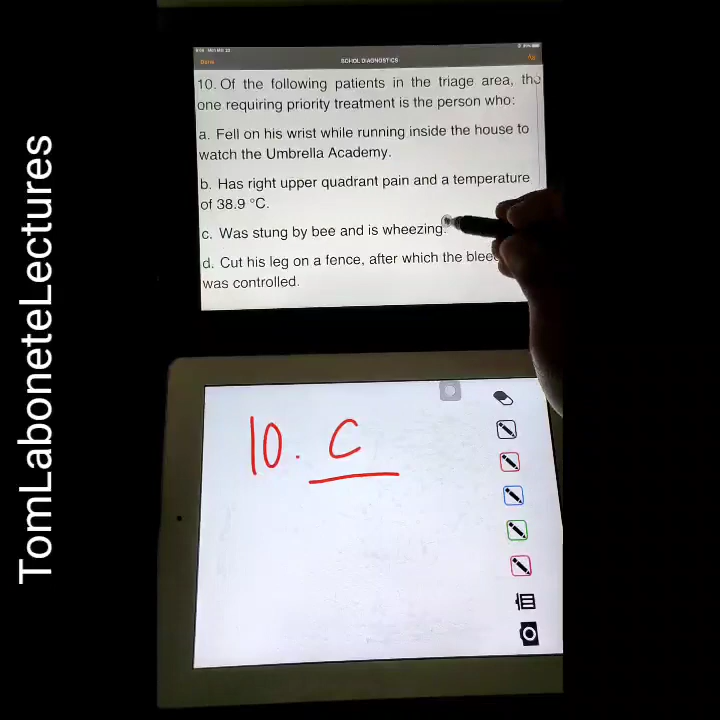 TomLaboneteLectures
Done
SCHOL DIAGNOSTICS
10. Of the following patients in the triage area, the
one requiring priority treatment is the person who:
a. Fell on his wrist while running inside the house to
watch the Umbrella Academy.
b. Has right upper quadrant pain and a temperature
of 38.9 °C.
c. Was stung by bee and is wheezing.
d. Cut his leg on a fence, after which the
was controlled.
10. C